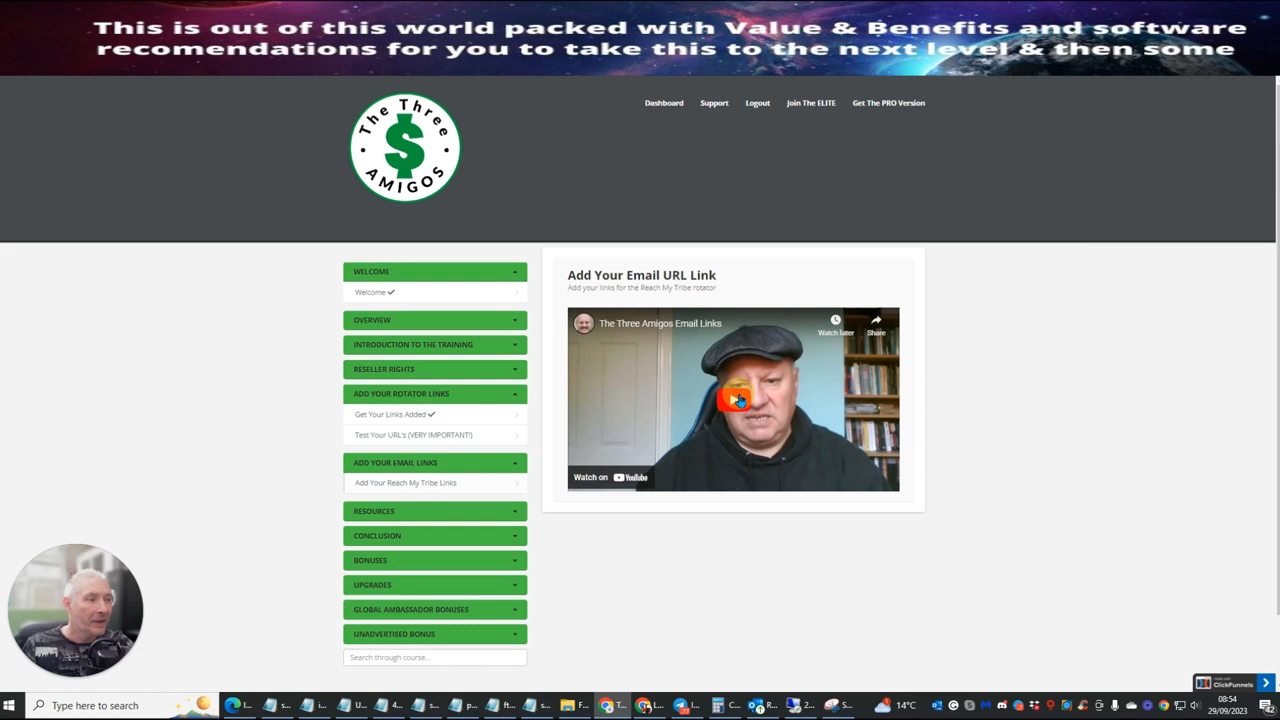 This is out of this world packed with Value & Benefits and software
recomendations for you to take this to the next level & then some
The Three
$
AMIGOS
Dashboard
Support
Logout
Join The ELITE
Get The PRO Version
WELCOME
Welcome
OVERVIEW
INTRODUCTION TO THE TRAINING
RESELLER RIGHTS
ADD YOUR ROTATOR LINKS
Get Your Links Added
Test Your URL's (VERY IMPORTANT!)
ADD YOUR EMAIL LINKS
Add Your Reach My Tribe Links
RESOURCES
CONCLUSION
BONUSES
UPGRADES
GLOBAL AMBASSADOR BONUSES
UNADVERTISED BONUS
Search through course...
Add Your Email URL Link
Add your links for the Reach My Tribe rotator
The Three Amigos Email Links
Watch later
Share
Watch on YouTube
ClickFunnels
Type here to search
14°C
08:54
29/09/2023